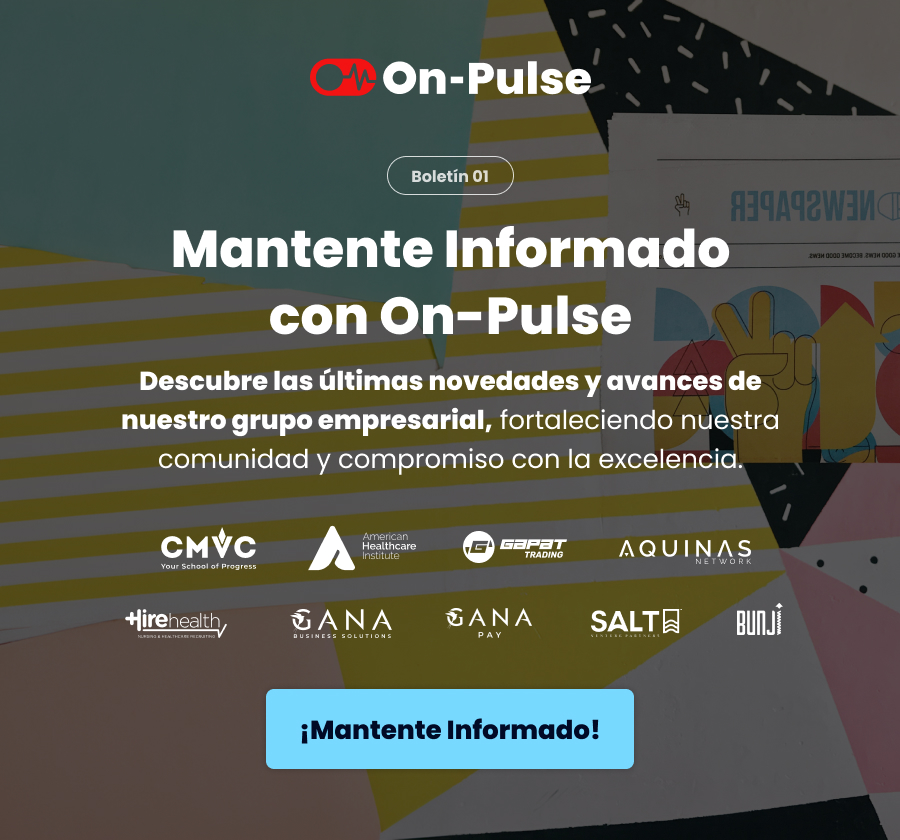 On-Pulse
Boletín 01
NEWSPAPER
Mantente Informado
con On-Pulse
Descubre las últimas novedades y avances de
nuestro grupo empresarial, fortaleciendo nuestra
comunidad y compromiso con la excelencia.
CMVC
Your School of Progress
American
Healthcare
Institute
GAPAT
TRADING
AQUINAS
NETWORK
Hirehealth
NURSING & HEALTHCARE RECRUITING
GANA
BUSINESS SOLUTIONS
GANA
PAY
SALT
VENTURE PARTNERS
BUNJI
¡Mantente Informado!